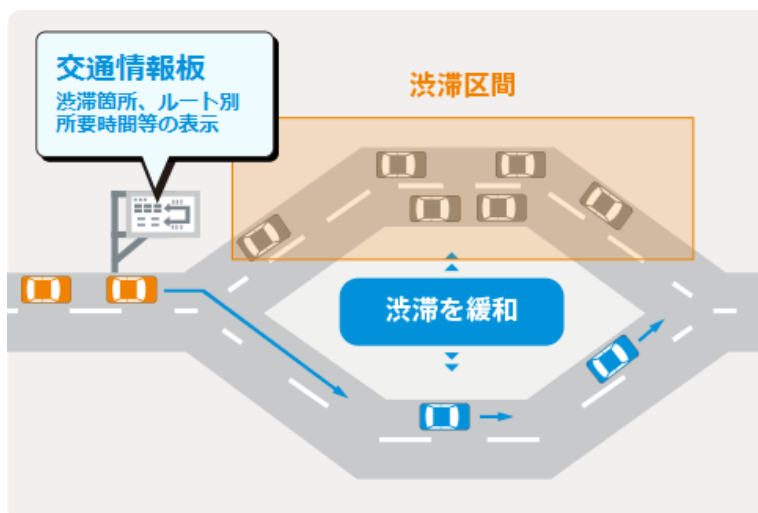 交通情報板
渋滞箇所、ルート別
所要時間等の表示
渋滞区間
渋滞を緩和